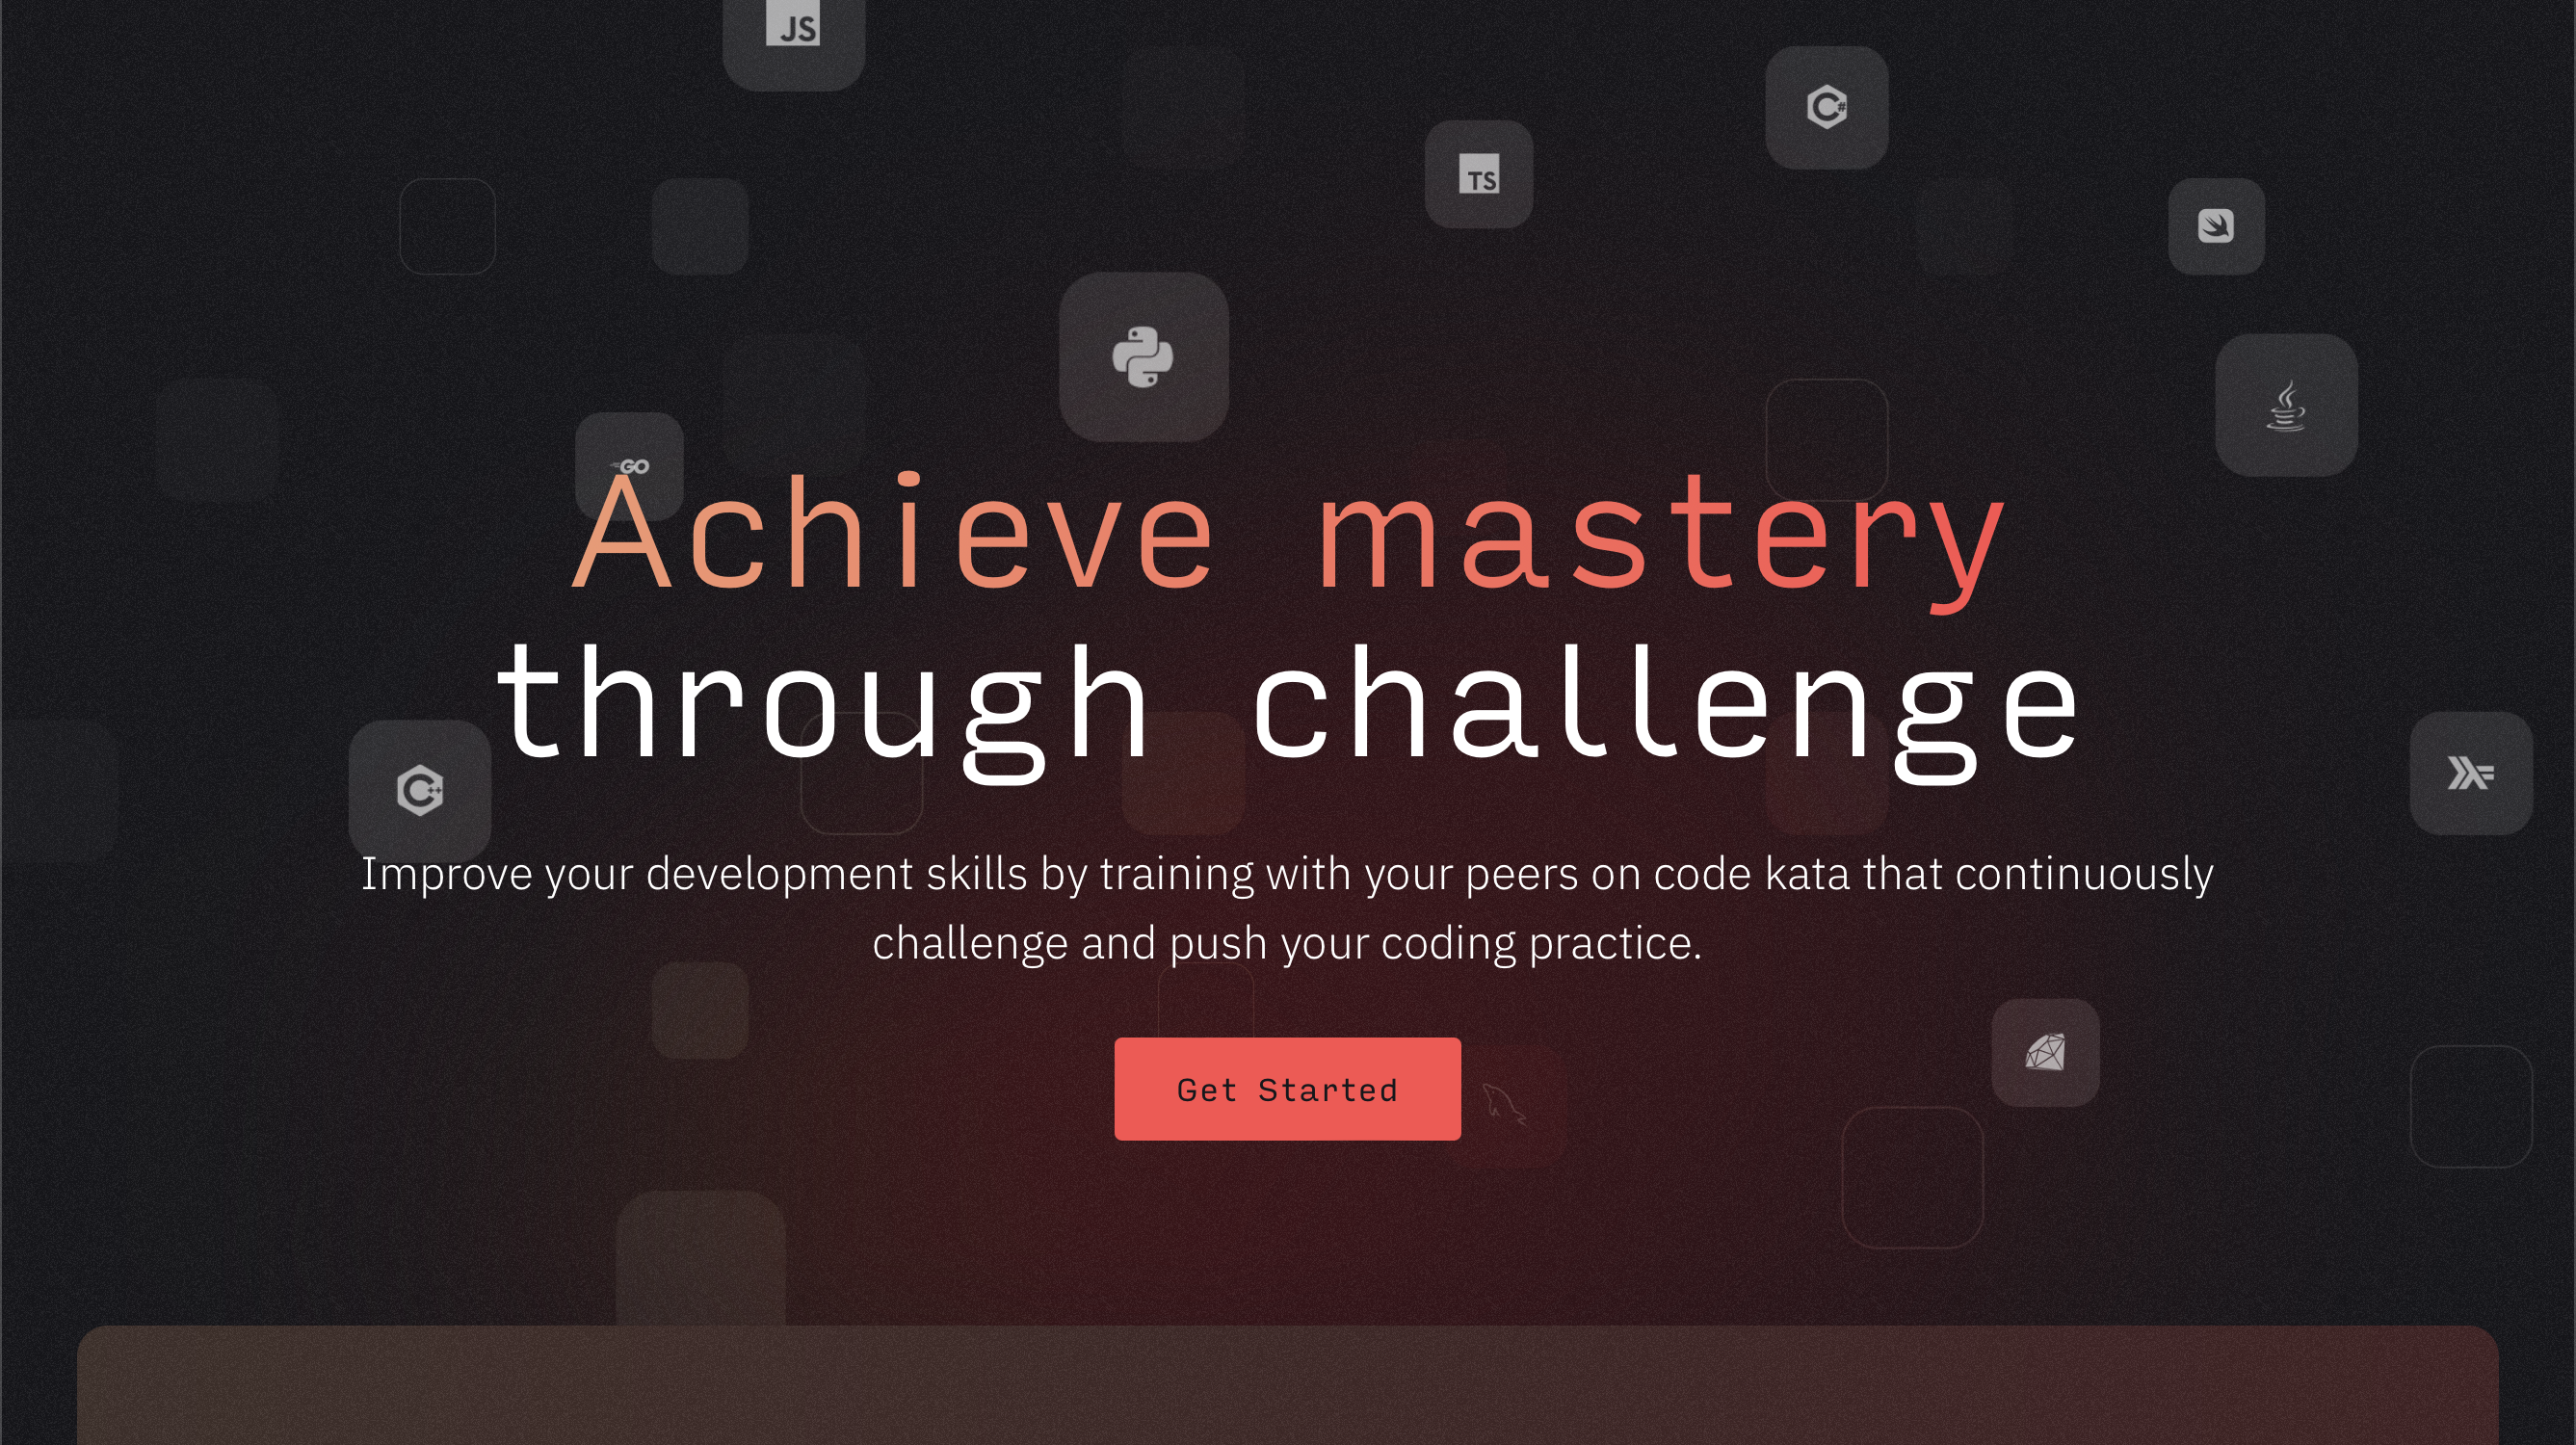 JS
C#
TS
GO
Achieve mastery
through challenge
C++
Improve your development skills by training with your peers on code kata that continuously
challenge and push your coding practice.
Get Started